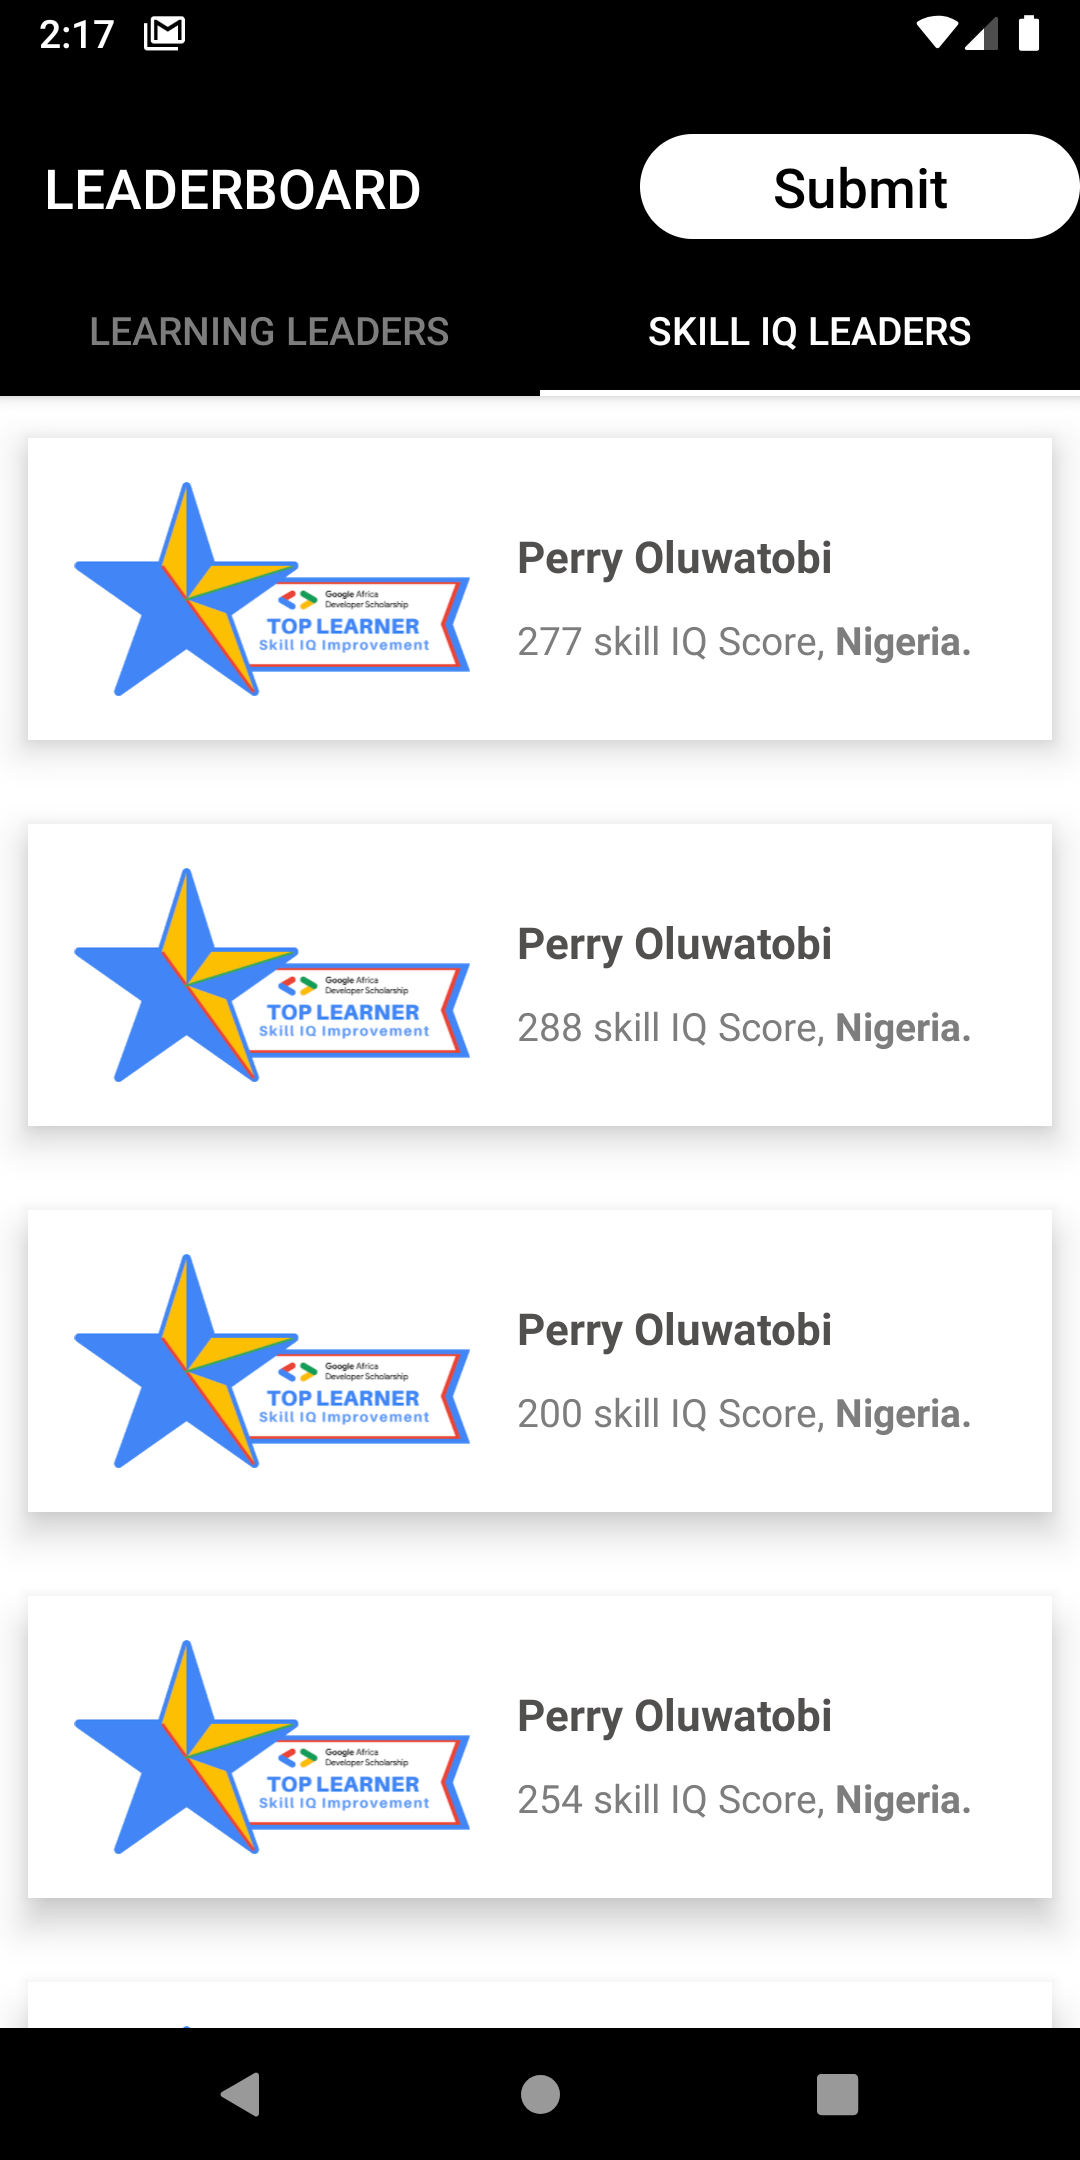 2:17
LEADERBOARD
Submit
LEARNING LEADERS
SKILL IQ LEADERS
Google Africa
Developer Scholarship
TOP LEARNER
Skill IQ Improvement
Perry Oluwatobi
277 skill IQ Score, Nigeria.
Google Africa
Developer Scholarship
TOP LEARNER
Skill IQ Improvement
Perry Oluwatobi
288 skill IQ Score, Nigeria.
Google Africa
Developer Scholarship
TOP LEARNER
Skill IQ Improvement
Perry Oluwatobi
200 skill IQ Score, Nigeria.
Google Africa
Developer Scholarship
TOP LEARNER
Skill IQ Improvement
Perry Oluwatobi
254 skill IQ Score, Nigeria.